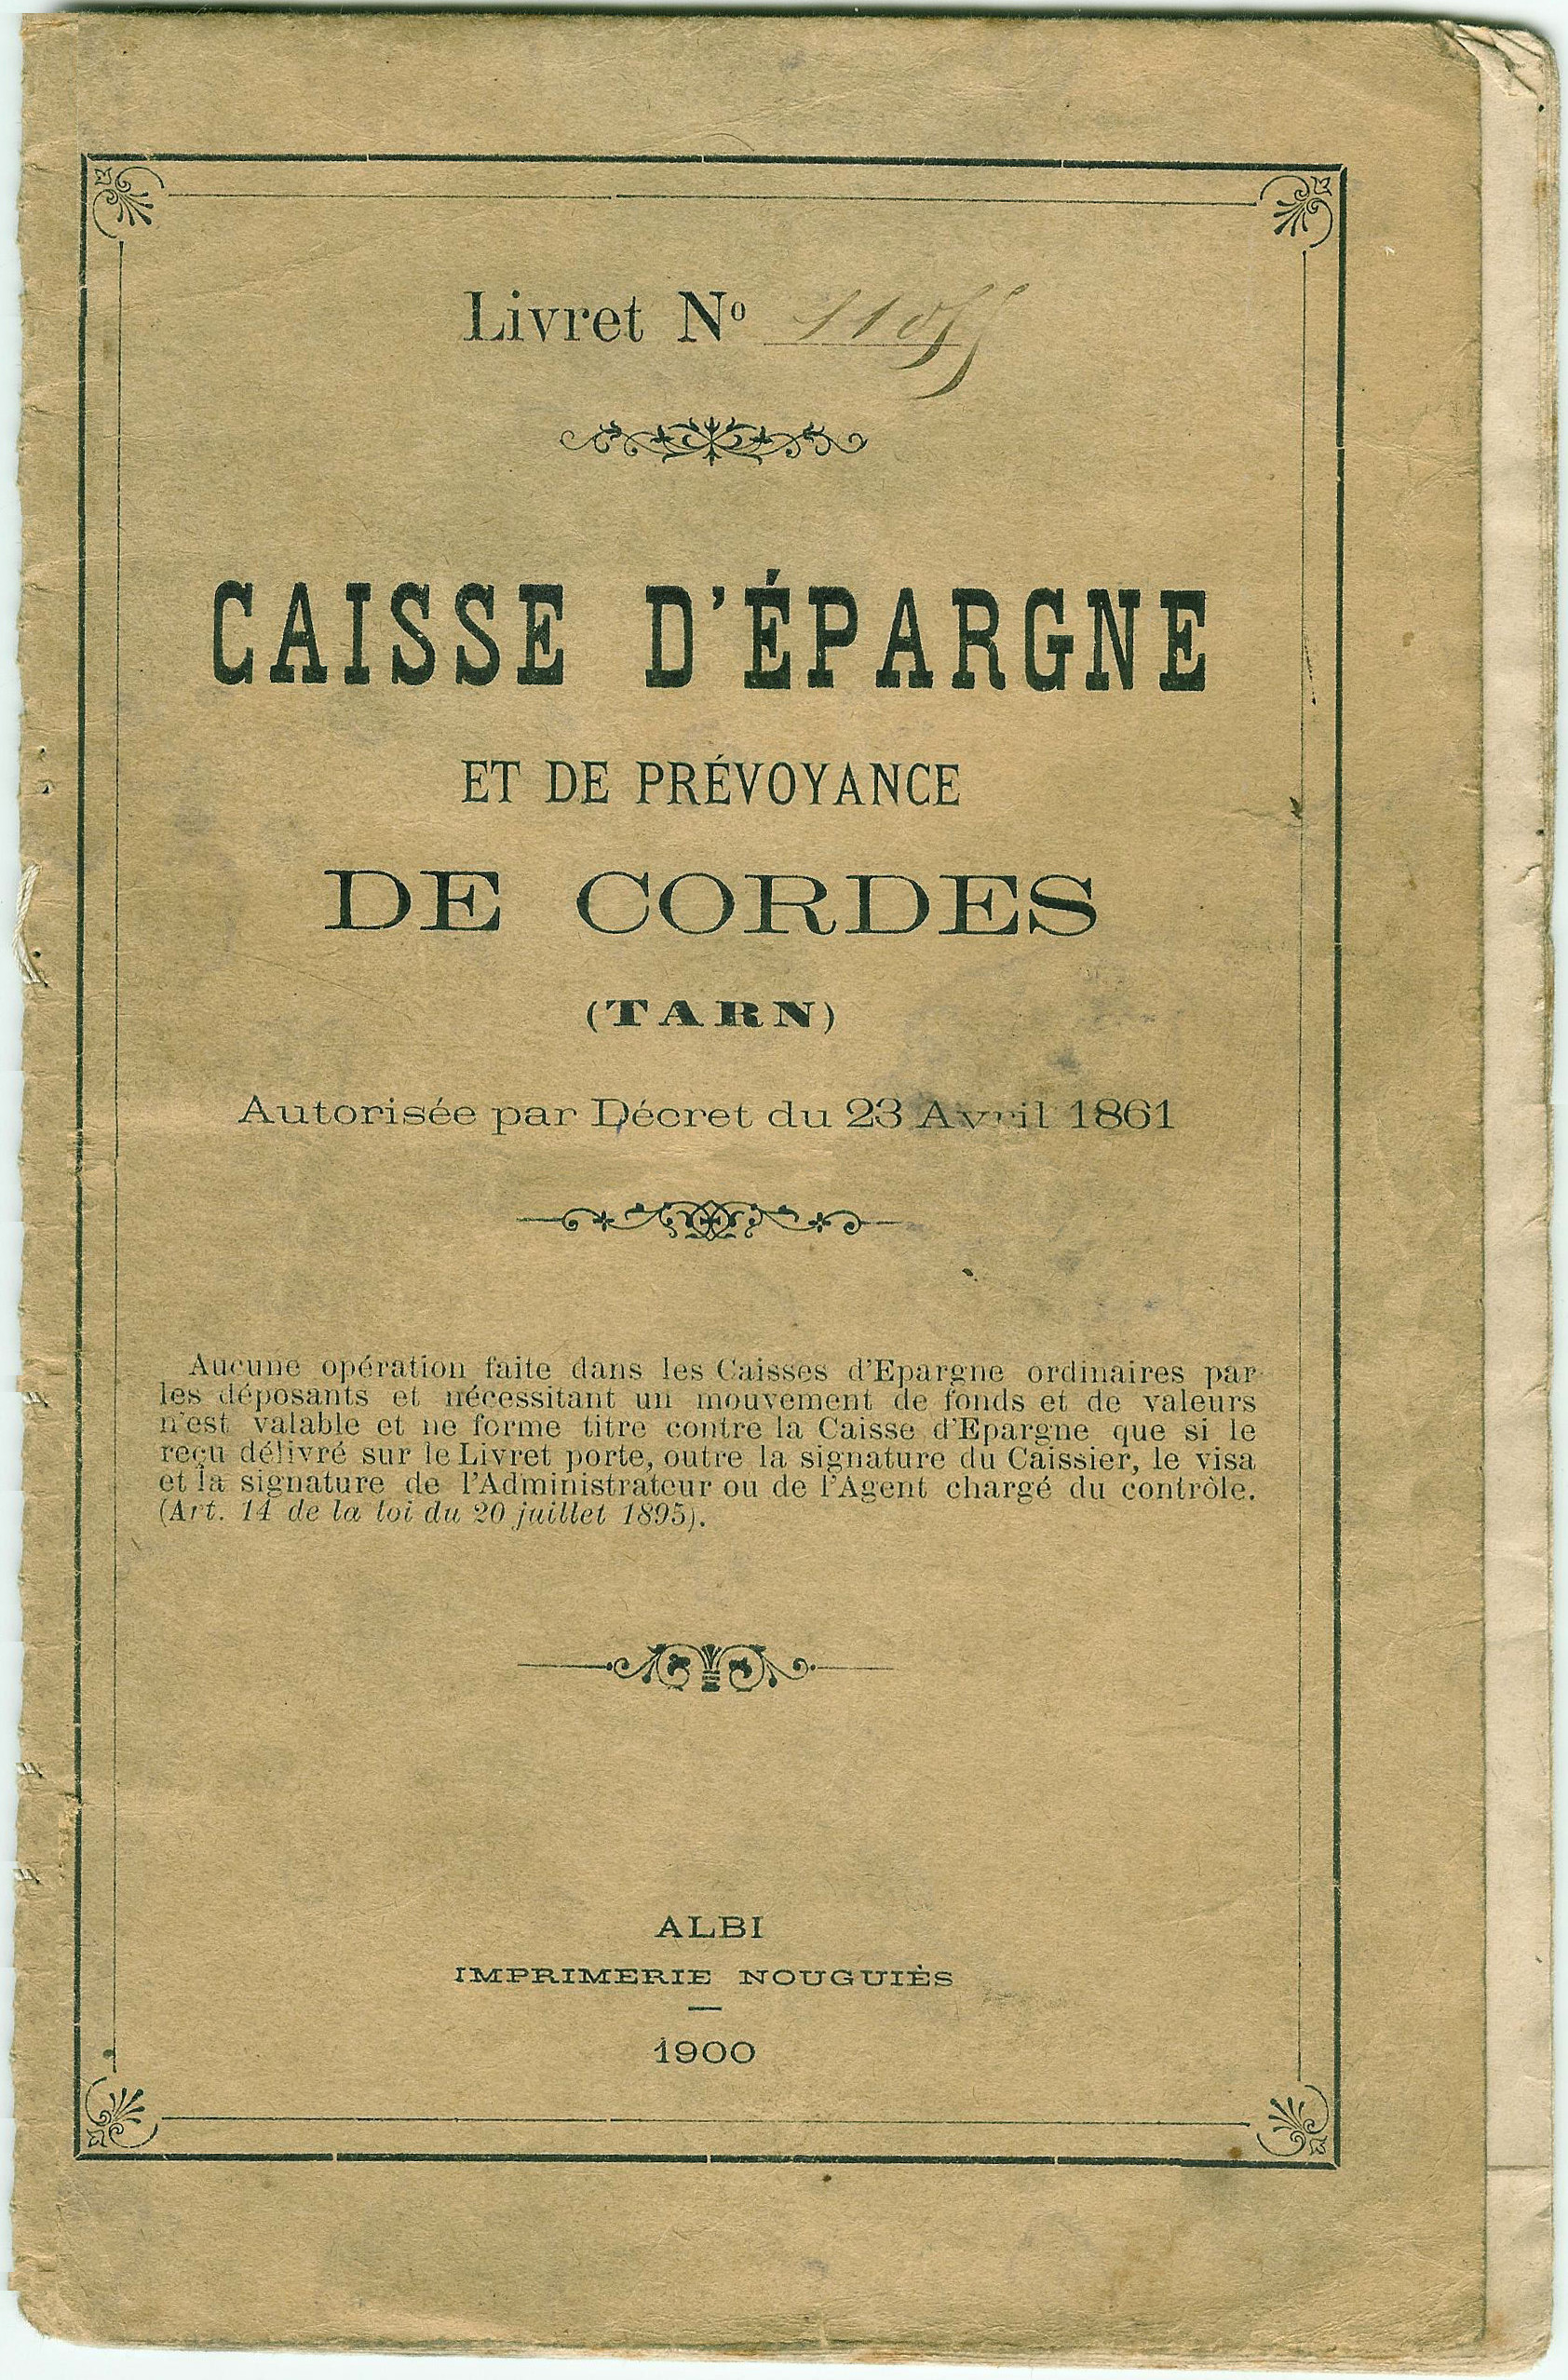 Livret Nº 11055
CAISSE D'ÉPARGNE
ET DE PRÉVOYANCE
DE CORDES
(TARN)
Autorisée par Décret du 23 Avril 1861
Aucune opération faite dans les Caisses d'Epargne ordinaires par
les déposants et nécessitant un mouvement de fonds et de valeurs
n'est valable et ne forme titre contre la Caisse d'Epargne que si le
reçu délivré sur le Livret porte, outre la signature du Caissier, le visa
et la signature de l'Administrateur ou de l'Agent chargé du contrôle.
(Art. 14 de la loi du 20 juillet 1895).
ALBI
IMPRIMERIE NOUGUIÈS
1900